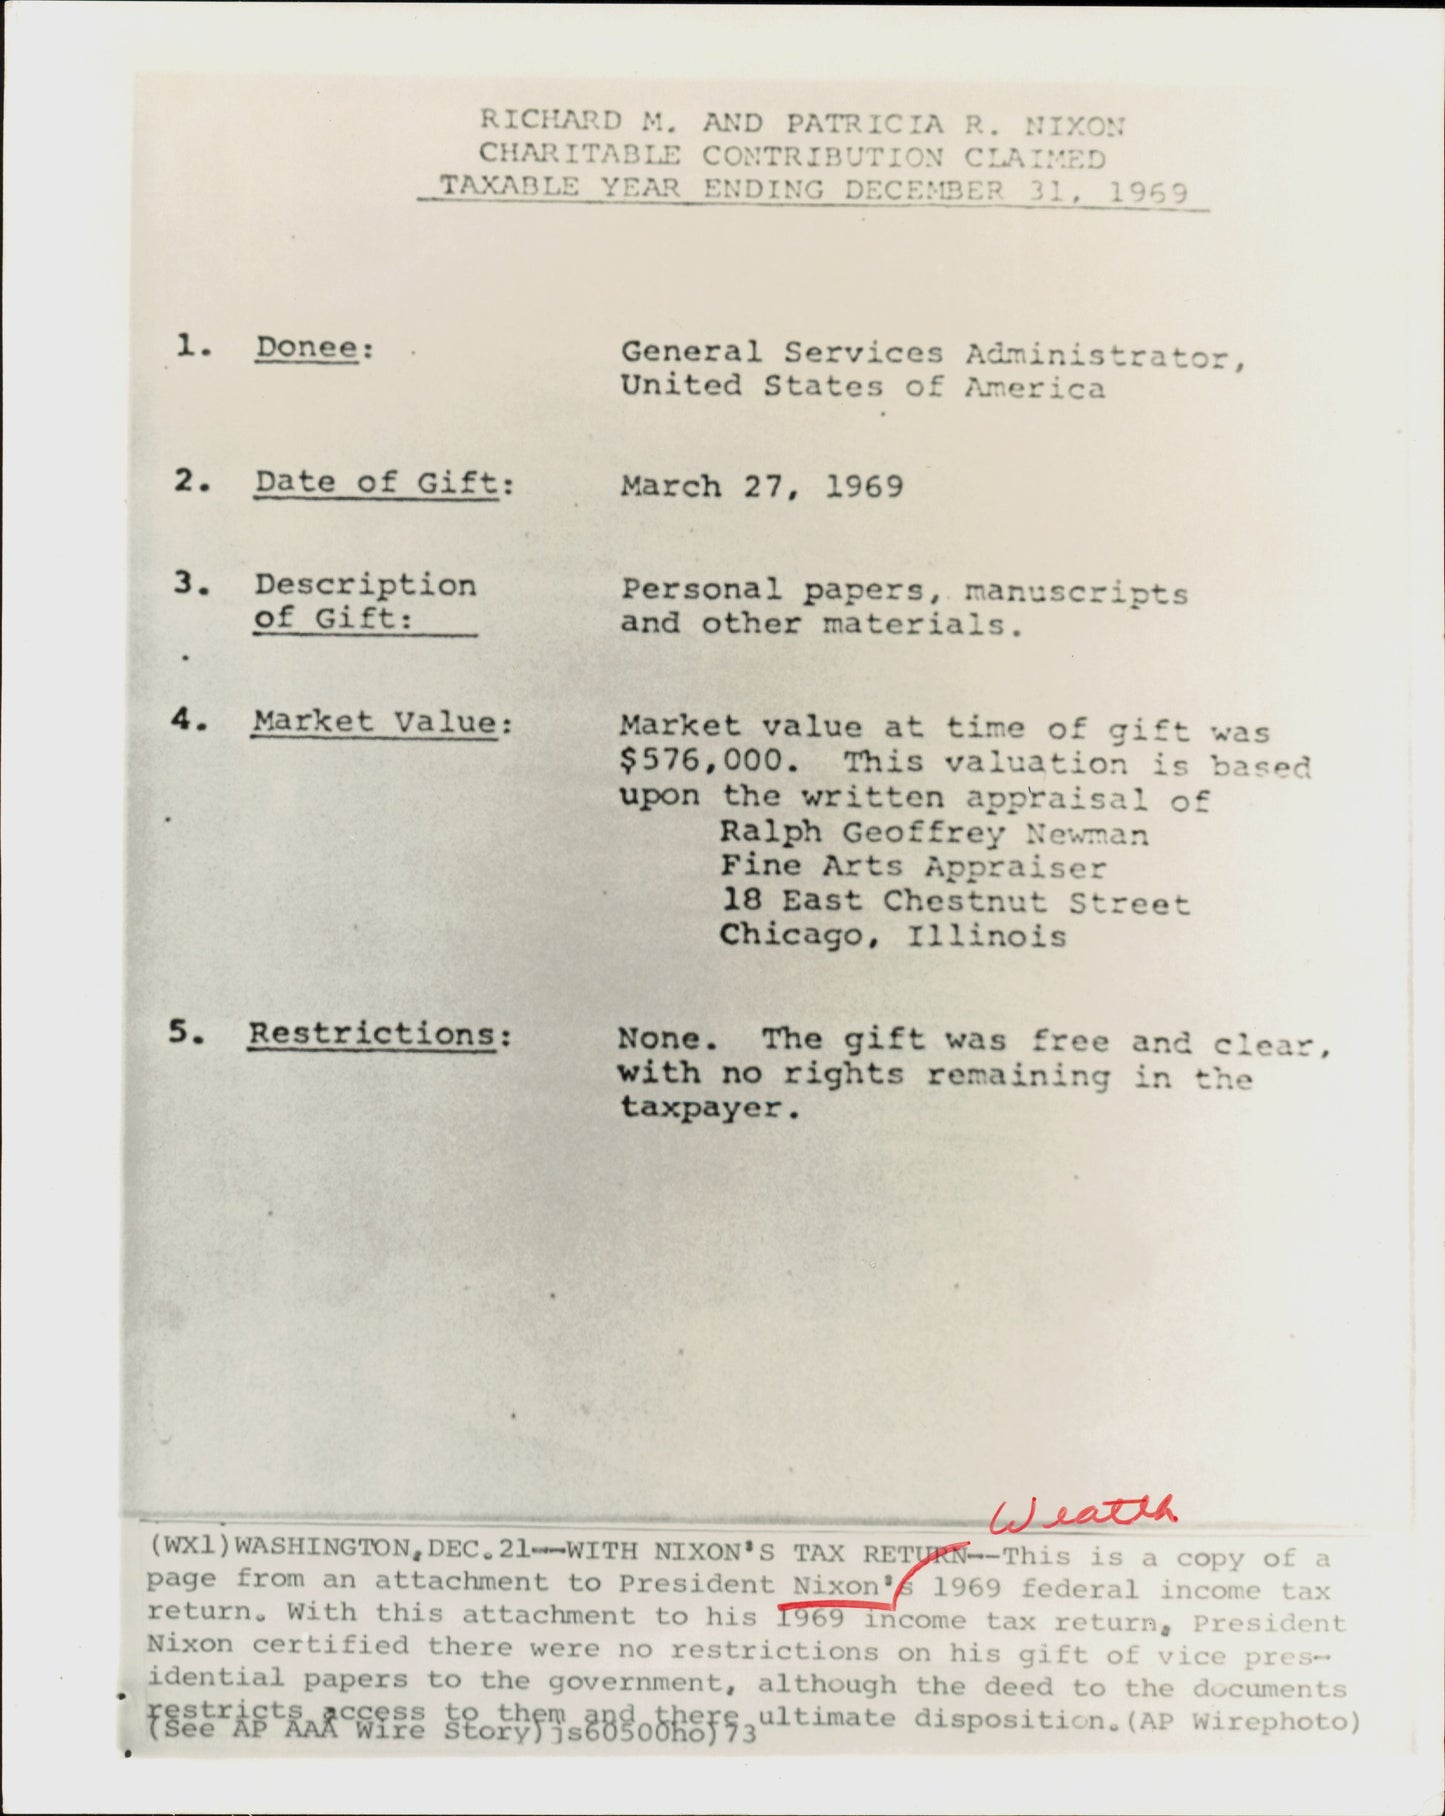 RICHARD M. AND PATRICIA R. NIXON
CHARITABLE CONTRIBUTION CLAIMED
TAXABLE YEAR ENDING DECEMBER 31, 1969
1. Donee: General Services Administrator,
United States of America
2. Date of Gift: March 27, 1969
3. Description Personal papers, manuscripts
of Gift: and other materials.
4. Market Value: Market value at time of gift was
$576,000. This valuation is based
upon the written appraisal of
Ralph Geoffrey Newman
Fine Arts Appraiser
18 East Chestnut Street
Chicago, Illinois
5. Restrictions: None. The gift was free and clear,
with no rights remaining in the
taxpayer.
Wealth
(WX1)WASHINGTON,DEC.21--WITH NIXON'S TAX RETURN--This is a copy of a
page from an attachment to President Nixon's 1969 federal income tax
return. With this attachment to his 1969 income tax return, President
Nixon certified there were no restrictions on his gift of vice pres-
idential papers to the government, although the deed to the documents
restricts access to them and there ultimate disposition.(AP Wirephoto)
(See AP AAA Wire Story)js60500ho)73